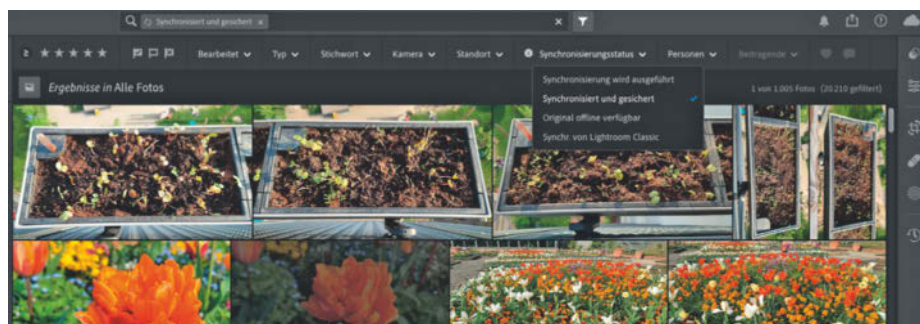 Synchronisiert und gesichert
Bearbeitet Typ Stichwort Kamera Standort Synchronisierungsstatus Personen Beitragende
Ergebnisse in Alle Fotos
1 von 1.005 Fotos (20.210 gefiltert)
Synchronisierung wird ausgeführt
Synchronisiert und gesichert
Original offline verfügbar
Synchr. von Lightroom Classic